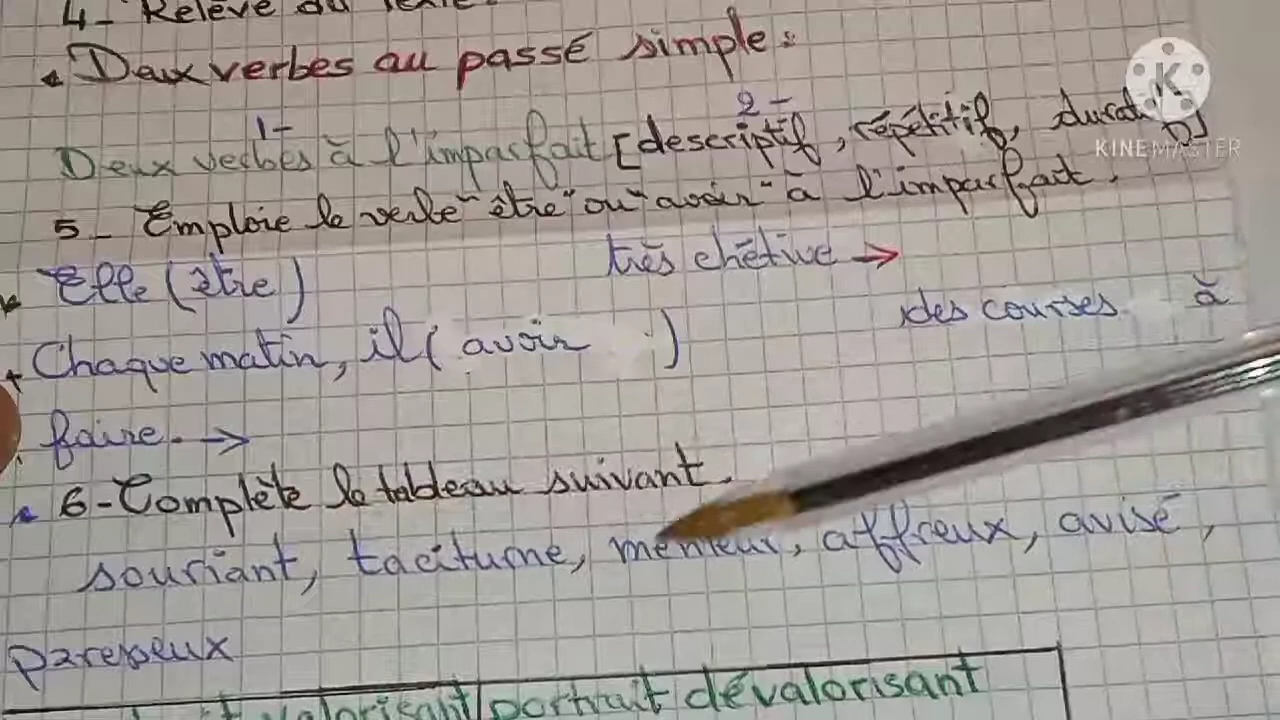 4- Relève du texte:
Deux verbes au passé simple:
1- 2-
Deux verbes à l'imparfait [descriptif, répétitif, duratif]
5- Emploie le verbe "être" ou "avoir" à l'imparfait.
Elle (être) très chétive →
Chaque matin, il (avoir ) des courses à
faire. →
6- Complète le tableau suivant.
souriant, taciturne, menteur, affreux, avisé,
paresseux
valorisant portrait dévalorisant
K
KINEMASTER